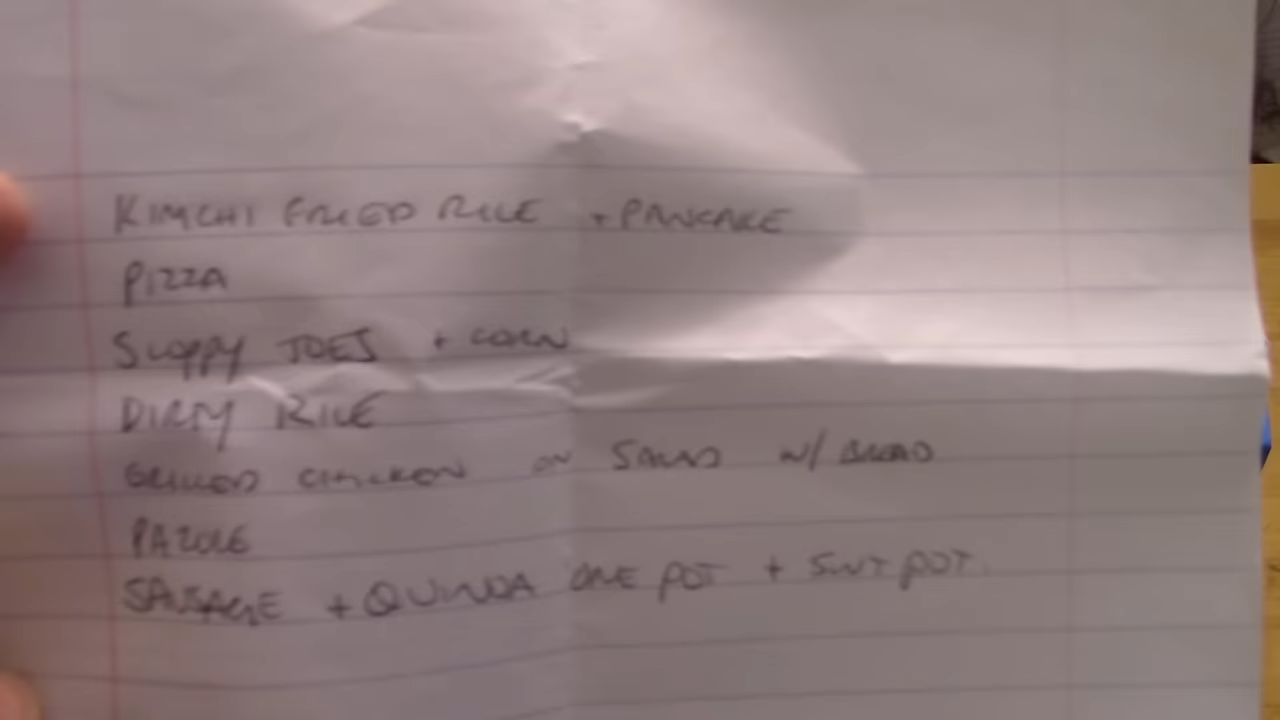 KIMCHI FRIED RICE + PANCAKE
PIZZA
SLOPPY JOES + CORN
DIRTY RICE
GRILLED CHICKEN ON SALAD W/ BREAD
PAZOLE
SAUSAGE + QUINOA ONE POT + SWT POT.